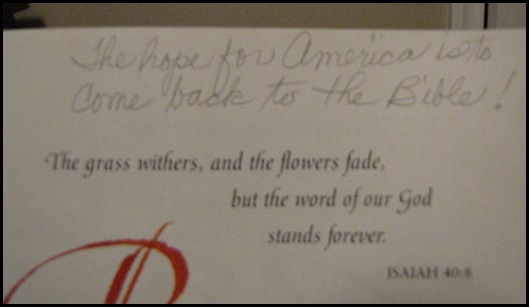 The hope for America is to
Come back to the Bible!
The grass withers, and the flowers fade,
but the word of our God
stands forever.
ISAIAH 40:8